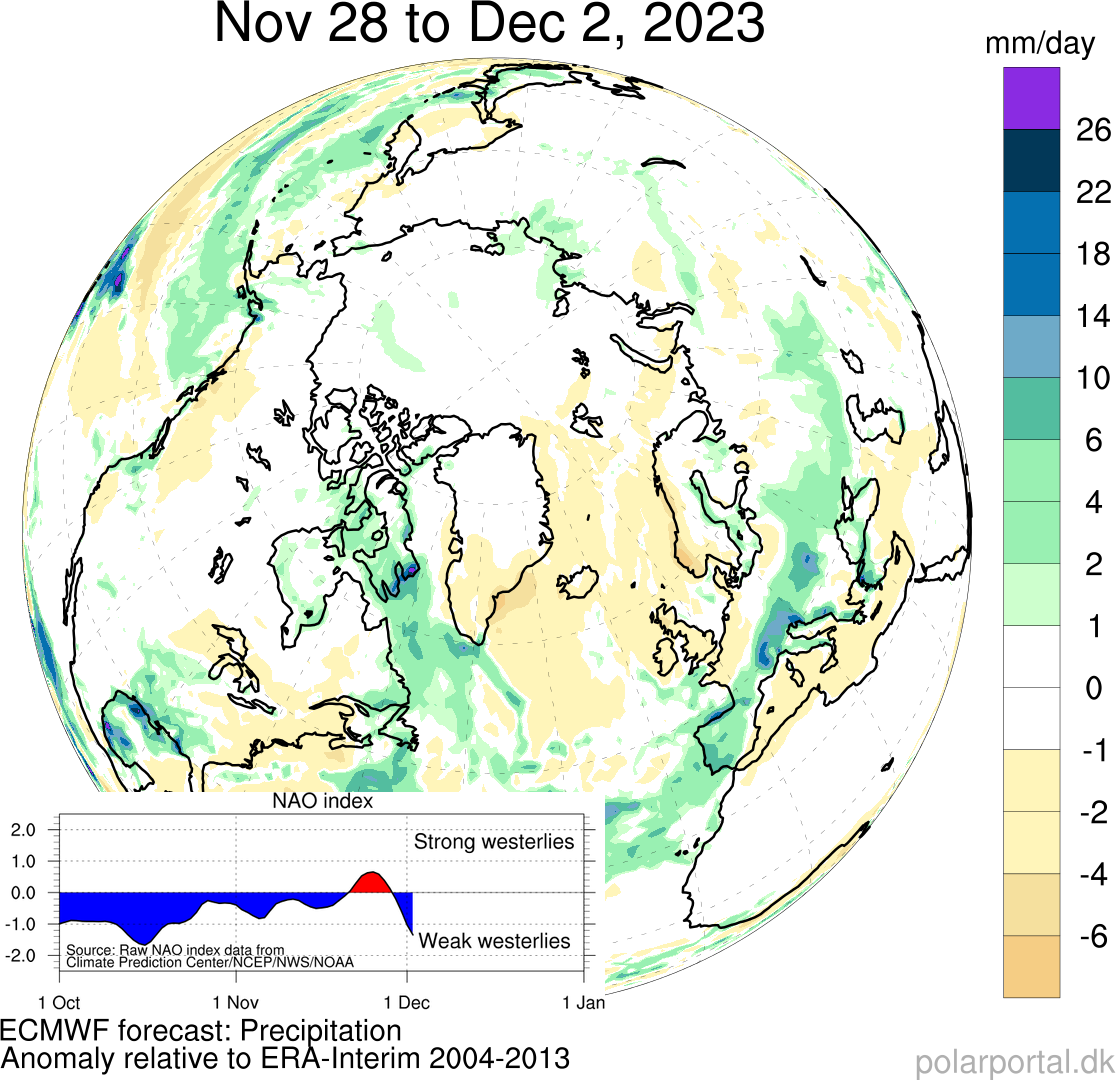 Nov 28 to Dec 2, 2023
mm/day
26
22
18
14
10
6
4
2
1
0
-1
-2
-4
-6
NAO index
2.0
1.0
0.0
-1.0
-2.0
Strong westerlies
Weak westerlies
Source: Raw NAO index data from
Climate Prediction Center/NCEP/NWS/NOAA
1 Oct 1 Nov 1 Dec 1 Jan
ECMWF forecast: Precipitation
Anomaly relative to ERA-Interim 2004-2013
polarportal.dk